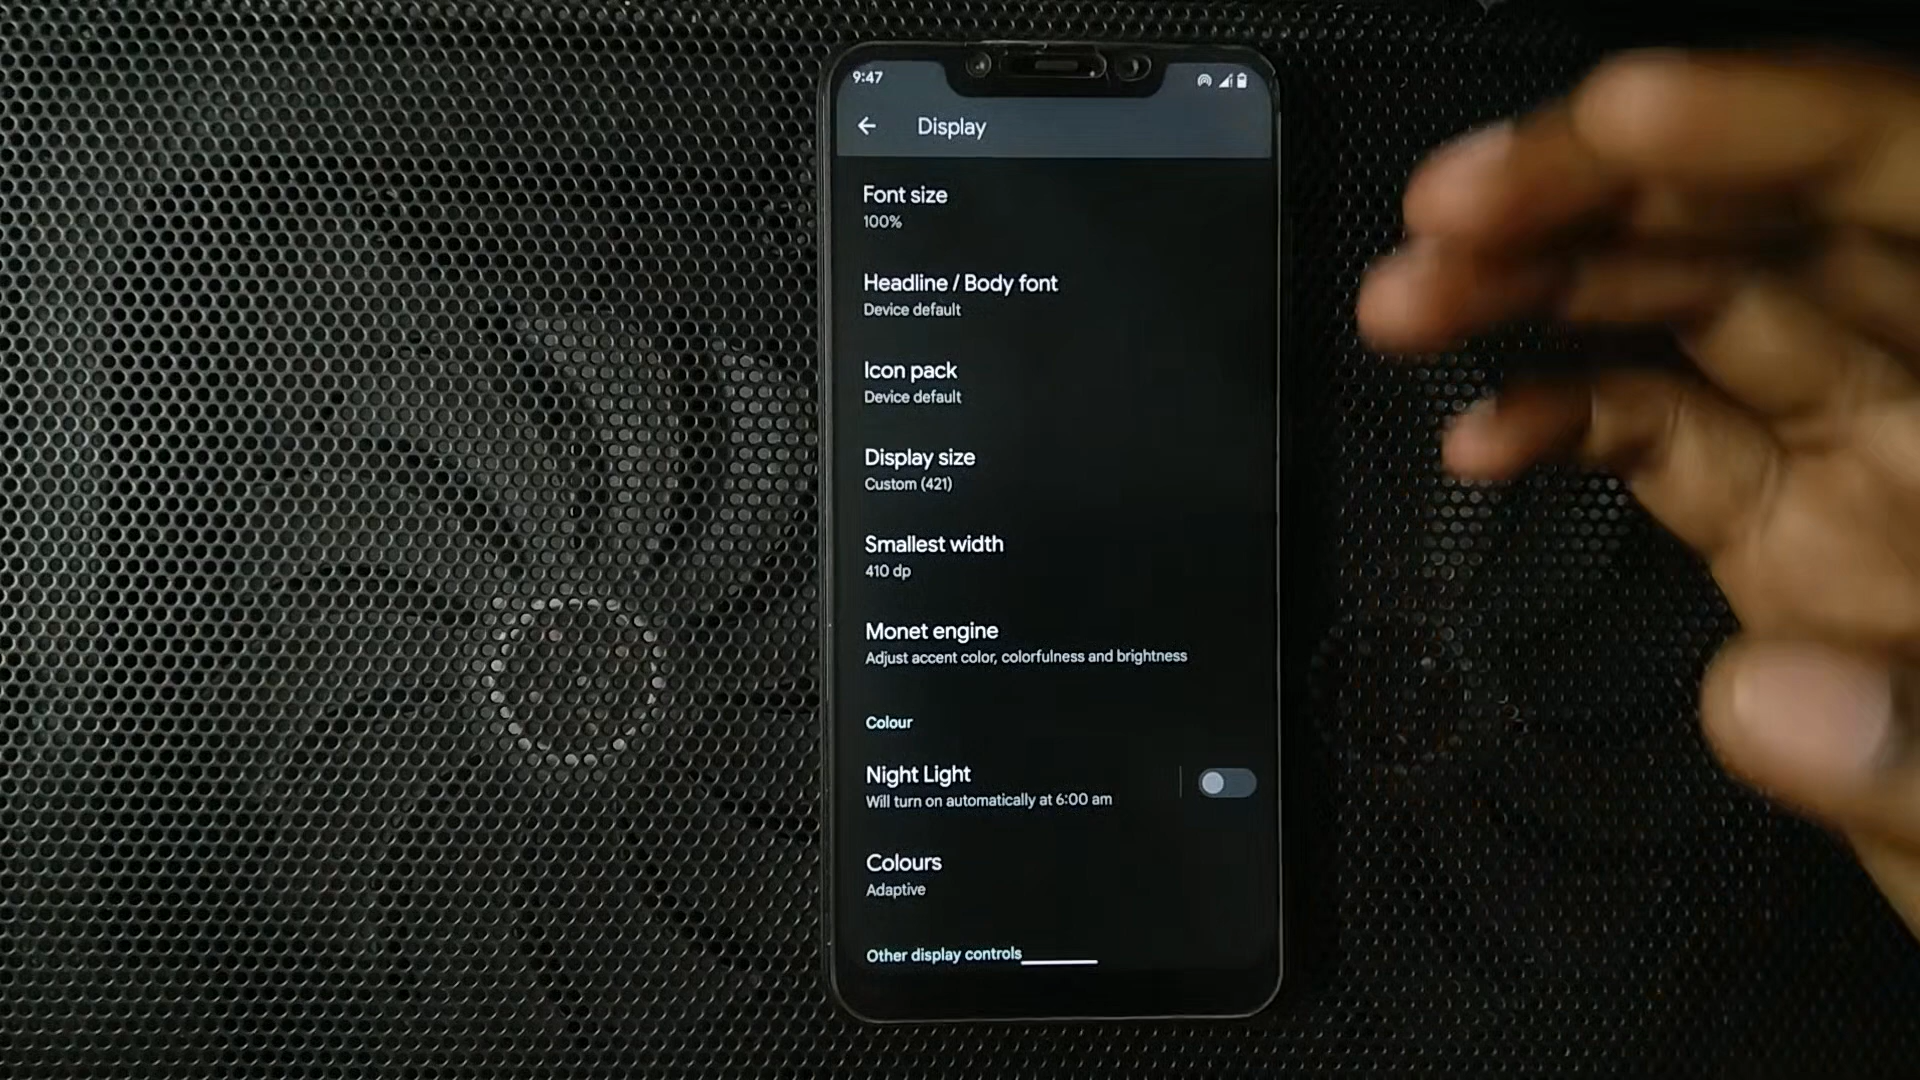 9:47
Display
Font size
100%
Headline / Body font
Device default
Icon pack
Device default
Display size
Custom (421)
Smallest width
410 dp
Monet engine
Adjust accent color, colorfulness and brightness
Colour
Night Light
Will turn on automatically at 6:00 am
Colours
Adaptive
Other display controls